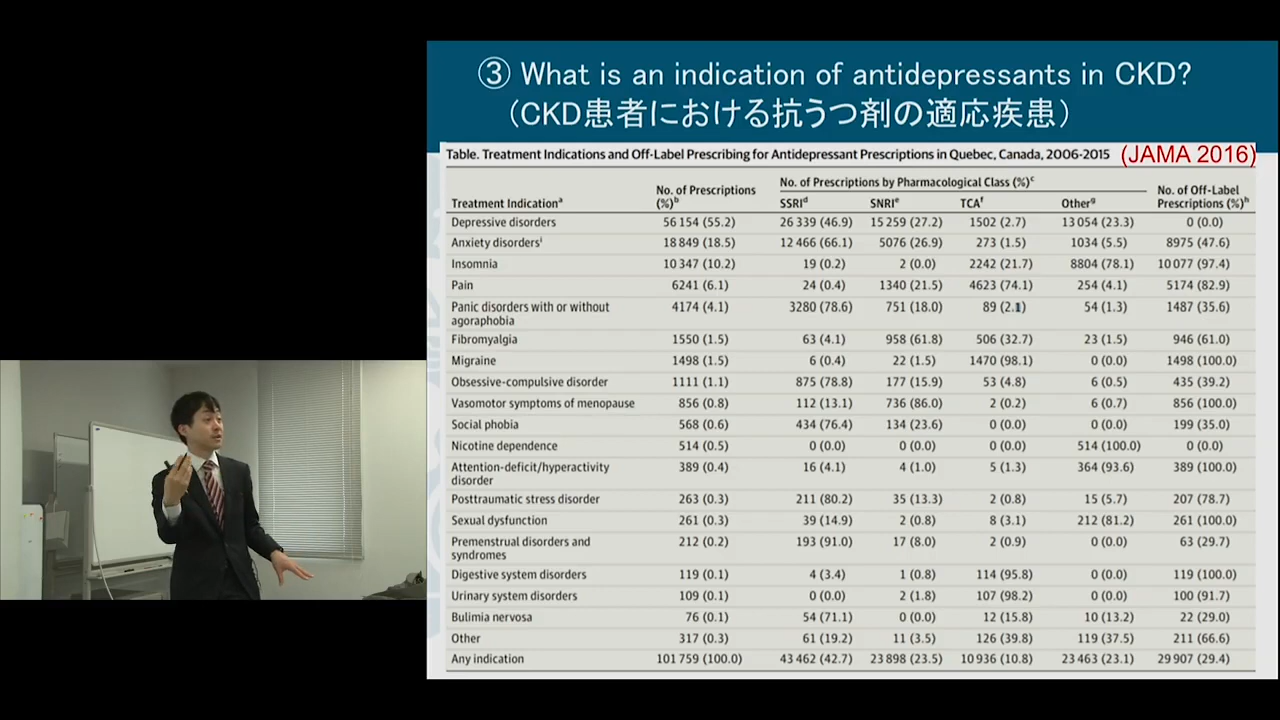 ③ What is an indication of antidepressants in CKD?
（CKD患者における抗うつ剤の適応疾患）
Table. Treatment Indications and Off-Label Prescribing for Antidepressant Prescriptions in Quebec, Canada, 2006-2015 (JAMA 2016)
No. of Prescriptions by Pharmacological Class (%)c
Treatment Indicationa No. of Prescriptions (%)b SSRId SNRIe TCAf Otherg No. of Off-Label Prescriptions (%)h
Depressive disorders 56 154 (55.2) 26 339 (46.9) 15 259 (27.2) 1502 (2.7) 13 054 (23.3) 0 (0.0)
Anxiety disordersi 18 849 (18.5) 12 466 (66.1) 5076 (26.9) 273 (1.5) 1034 (5.5) 8975 (47.6)
Insomnia 10 347 (10.2) 19 (0.2) 2 (0.0) 2242 (21.7) 8804 (78.1) 10 077 (97.4)
Pain 6241 (6.1) 24 (0.4) 1340 (21.5) 4623 (74.1) 254 (4.1) 5174 (82.9)
Panic disorders with or without agoraphobia 4174 (4.1) 3280 (78.6) 751 (18.0) 89 (2.1) 54 (1.3) 1487 (35.6)
Fibromyalgia 1550 (1.5) 63 (4.1) 958 (61.8) 506 (32.7) 23 (1.5) 946 (61.0)
Migraine 1498 (1.5) 6 (0.4) 22 (1.5) 1470 (98.1) 0 (0.0) 1498 (100.0)
Obsessive-compulsive disorder 1111 (1.1) 875 (78.8) 177 (15.9) 53 (4.8) 6 (0.5) 435 (39.2)
Vasomotor symptoms of menopause 856 (0.8) 112 (13.1) 736 (86.0) 2 (0.2) 6 (0.7) 856 (100.0)
Social phobia 568 (0.6) 434 (76.4) 134 (23.6) 0 (0.0) 0 (0.0) 199 (35.0)
Nicotine dependence 514 (0.5) 0 (0.0) 0 (0.0) 0 (0.0) 514 (100.0) 0 (0.0)
Attention-deficit/hyperactivity disorder 389 (0.4) 16 (4.1) 4 (1.0) 5 (1.3) 364 (93.6) 389 (100.0)
Posttraumatic stress disorder 263 (0.3) 211 (80.2) 35 (13.3) 2 (0.8) 15 (5.7) 207 (78.7)
Sexual dysfunction 261 (0.3) 39 (14.9) 2 (0.8) 8 (3.1) 212 (81.2) 261 (100.0)
Premenstrual disorders and syndromes 212 (0.2) 193 (91.0) 17 (8.0) 2 (0.9) 0 (0.0) 63 (29.7)
Digestive system disorders 119 (0.1) 4 (3.4) 1 (0.8) 114 (95.8) 0 (0.0) 119 (100.0)
Urinary system disorders 109 (0.1) 0 (0.0) 2 (1.8) 107 (98.2) 0 (0.0) 100 (91.7)
Bulimia nervosa 76 (0.1) 54 (71.1) 0 (0.0) 12 (15.8) 10 (13.2) 22 (29.0)
Other 317 (0.3) 61 (19.2) 11 (3.5) 126 (39.8) 119 (37.5) 211 (66.6)
Any indication 101 759 (100.0) 43 462 (42.7) 23 898 (23.5) 10 936 (10.8) 23 463 (23.1) 29 907 (29.4)